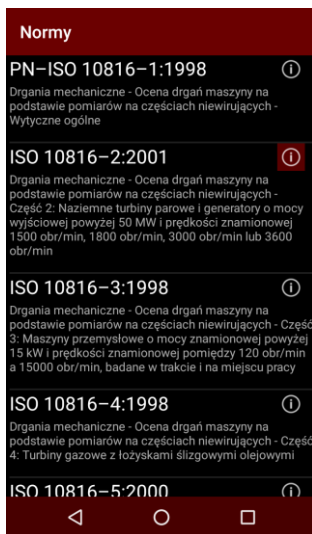 Normy
PN–ISO 10816–1:1998
Drgania mechaniczne - Ocena drgań maszyny na
podstawie pomiarów na częściach niewirujących -
Wytyczne ogólne
ISO 10816–2:2001
Drgania mechaniczne - Ocena drgań maszyny na
podstawie pomiarów na częściach niewirujących -
Część 2: Naziemne turbiny parowe i generatory o mocy
wyjściowej powyżej 50 MW i prędkości znamionowej
1500 obr/min, 1800 obr/min, 3000 obr/min lub 3600
obr/min
ISO 10816–3:1998
Drgania mechaniczne - Ocena drgań maszyny na
podstawie pomiarów na częściach niewirujących - Część
3: Maszyny przemysłowe o mocy znamionowej powyżej
15 kW i prędkości znamionowej pomiędzy 120 obr/min
a 15000 obr/min, badane w trakcie i na miejscu pracy
ISO 10816–4:1998
Drgania mechaniczne - Ocena drgań maszyny na
podstawie pomiarów na częściach niewirujących - Część
4: Turbiny gazowe z łożyskami ślizgowymi olejowymi
ISO 10816–5:2000